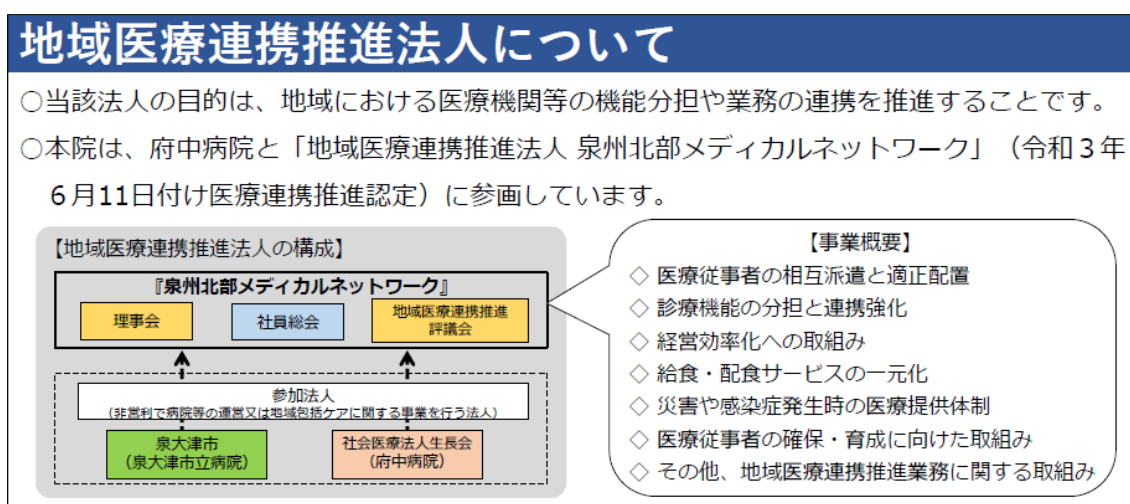 地域医療連携推進法人について
○当該法人の目的は、地域における医療機関等の機能分担や業務の連携を推進することです。
○本院は、府中病院と「地域医療連携推進法人 泉州北部メディカルネットワーク」（令和３年
６月11日付け医療連携推進認定）に参画しています。
【地域医療連携推進法人の構成】
『泉州北部メディカルネットワーク』
理事会
社員総会
地域医療連携推進
評議会
参加法人
（非営利で病院等の運営又は地域包括ケアに関する事業を行う法人）
泉大津市
（泉大津市立病院）
社会医療法人生長会
（府中病院）
【事業概要】
◇ 医療従事者の相互派遣と適正配置
◇ 診療機能の分担と連携強化
◇ 経営効率化への取組み
◇ 給食・配食サービスの一元化
◇ 災害や感染症発生時の医療提供体制
◇ 医療従事者の確保・育成に向けた取組み
◇ その他、地域医療連携推進業務に関する取組み